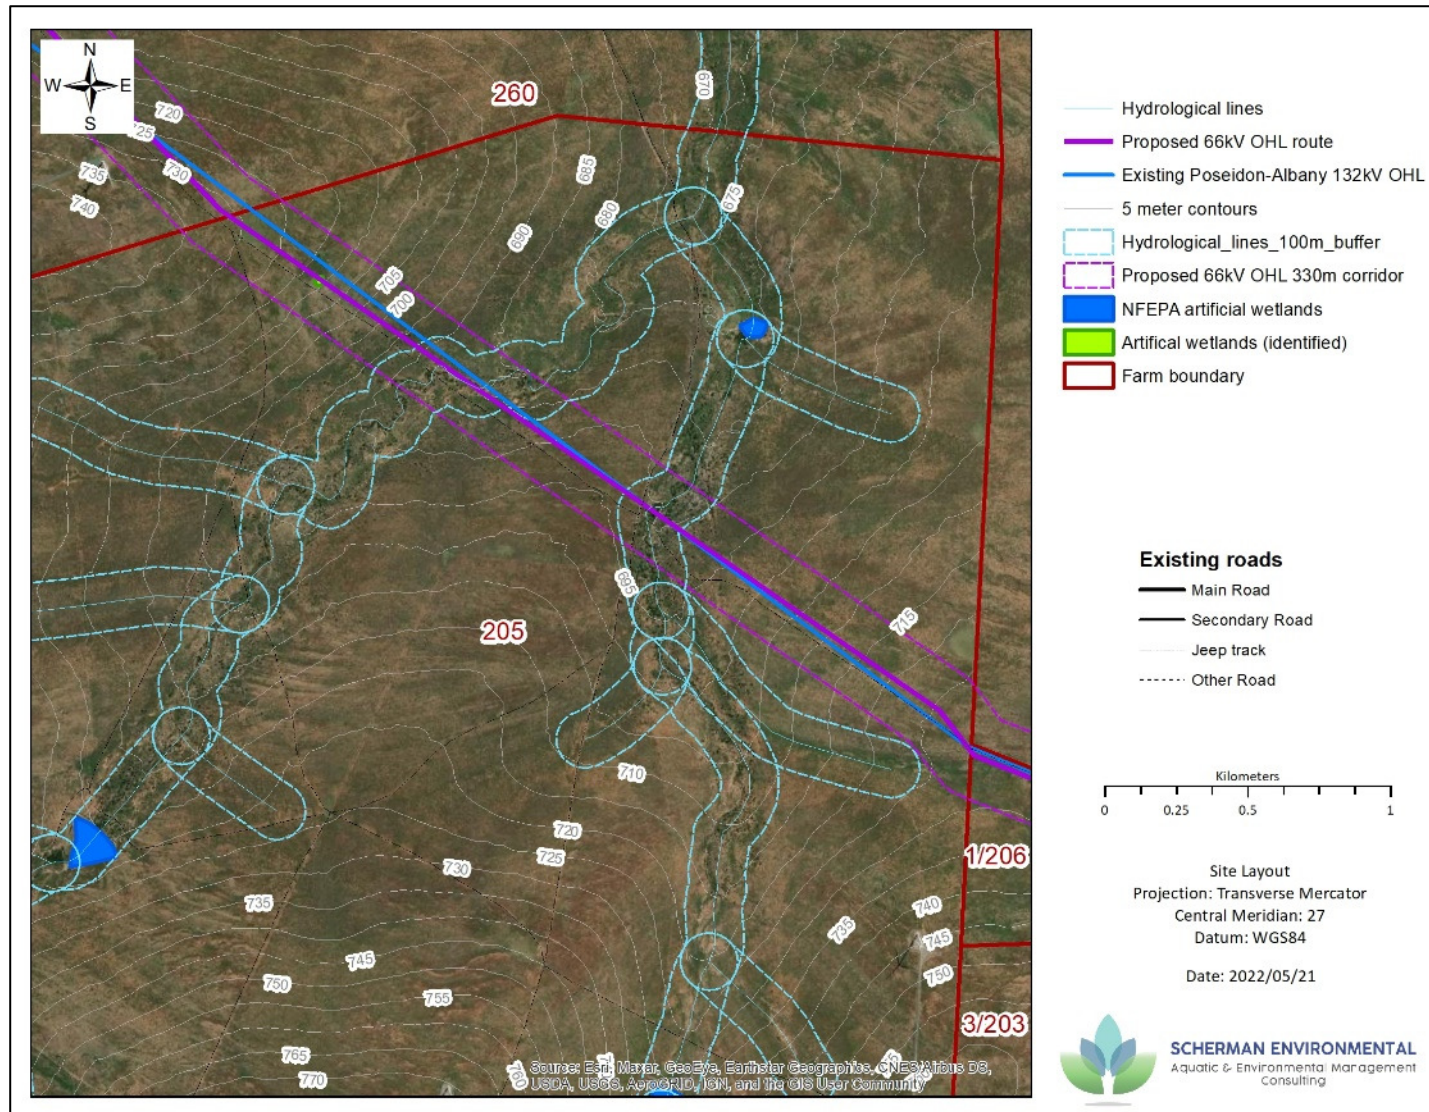 N
W E
S
260
670
720
725
730
735
740
685
680
675
690
705
700
695
205
715
710
720
725
730
735
745
750
755
765
770
760
740
735
745
750
1/206
3/203
Source: Esri, Maxar, GeoEye, Earthstar Geographics, CNES/Airbus DS,
USDA, USGS, AeroGRID, IGN, and the GIS User Community
Hydrological lines
Proposed 66kV OHL route
Existing Poseidon-Albany 132kV OHL
5 meter contours
Hydrological_lines_100m_buffer
Proposed 66kV OHL 330m corridor
NFEPA artificial wetlands
Artifical wetlands (identified)
Farm boundary
Existing roads
Main Road
Secondary Road
Jeep track
Other Road
Kilometers
0 0.25 0.5 1
Site Layout
Projection: Transverse Mercator
Central Meridian: 27
Datum: WGS84
Date: 2022/05/21
SCHERMAN ENVIRONMENTAL
Aquatic & Environmental Management
Consulting